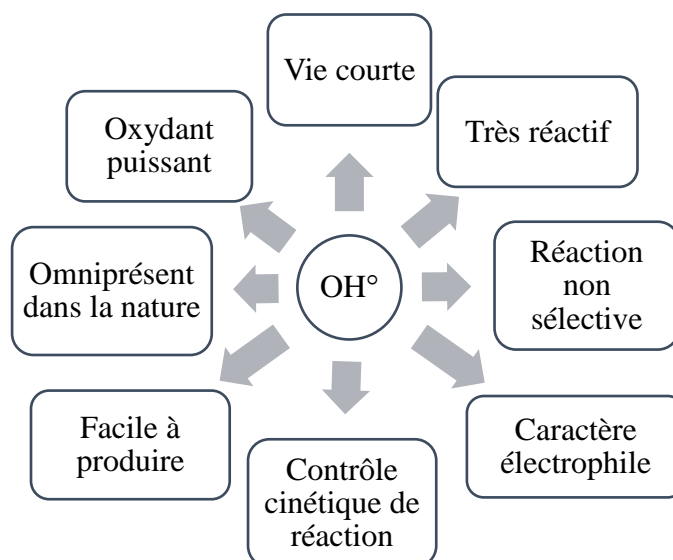 Vie courte
Très réactif
Oxydant
puissant
Réaction
non
sélective
Omniprésent
dans la nature
OH°
Facile à
produire
Caractère
électrophile
Contrôle
cinétique de
réaction